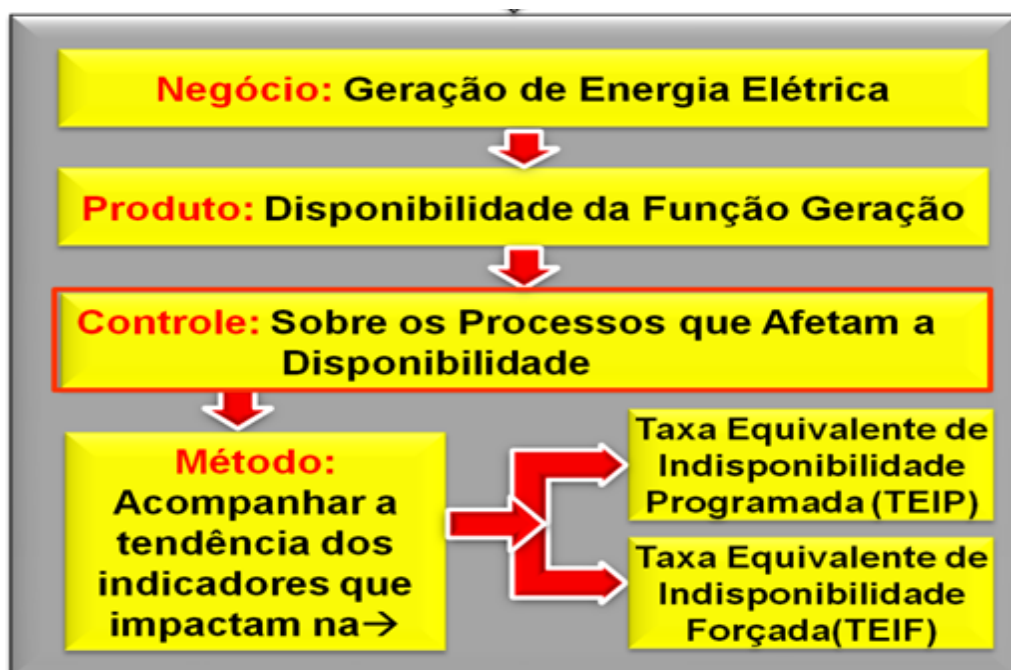 Negócio: Geração de Energia Elétrica
Produto: Disponibilidade da Função Geração
Controle: Sobre os Processos que Afetam a
Disponibilidade
Método:
Acompanhar a
tendência dos
indicadores que
impactam na→
Taxa Equivalente de
Indisponibilidade
Programada (TEIP)
Taxa Equivalente de
Indisponibilidade
Forçada(TEIF)